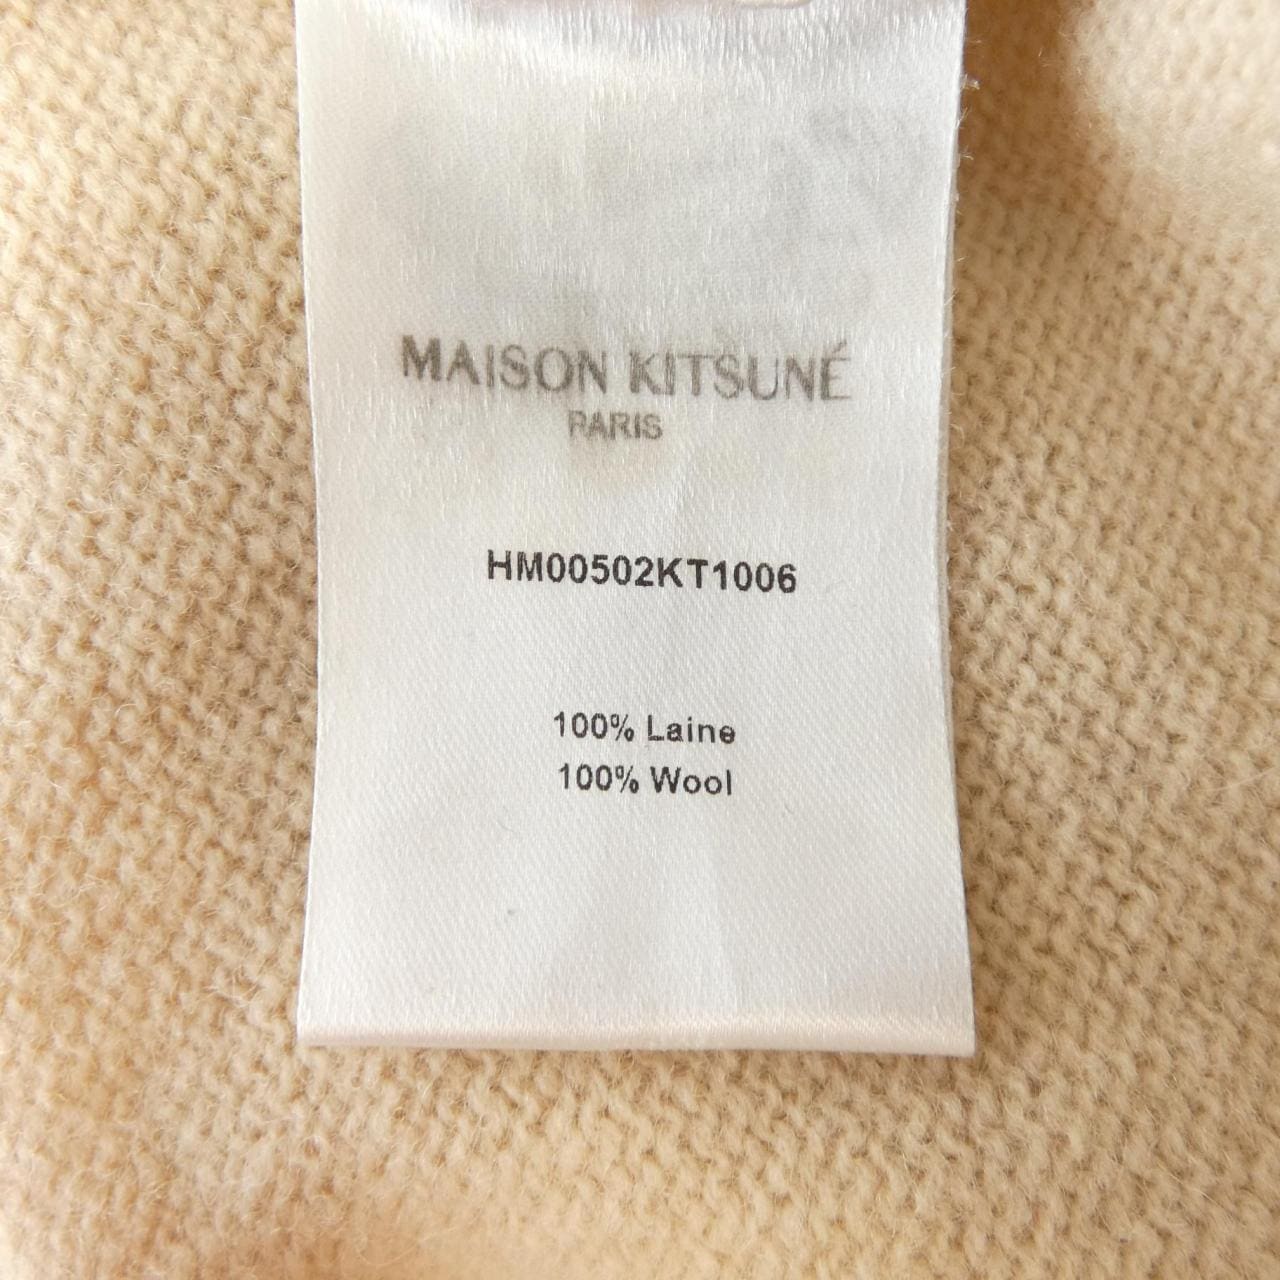 MAISON KITSUNÉ
PARIS
HM00502KT1006
100% Laine
100% Wool